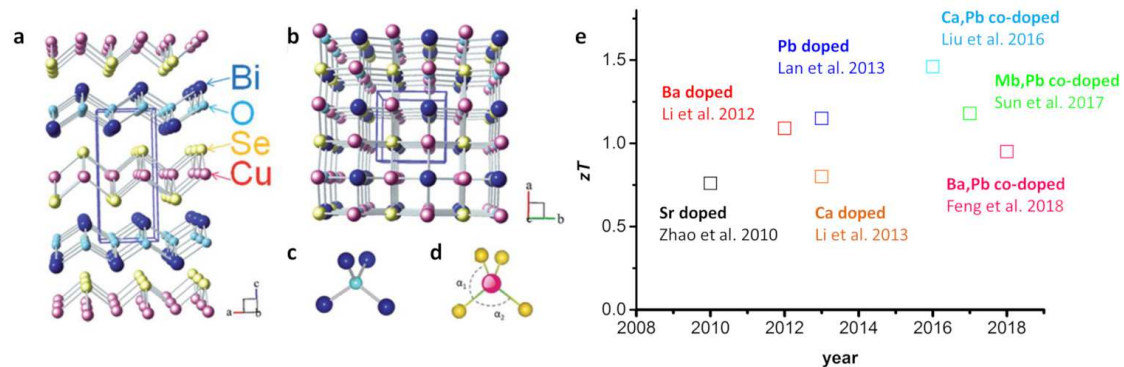 a
Bi
O
Se
Cu
c
a
b
b
a
c
b
c
d
α1
α2
e
zT
1.5
1.0
0.5
0.0
2008
2010
2012
2014
2016
2018
year
Ca,Pb co-doped
Liu et al. 2016
Pb doped
Lan et al. 2013
Mb,Pb co-doped
Sun et al. 2017
Ba doped
Li et al. 2012
Sr doped
Zhao et al. 2010
Ca doped
Li et al. 2013
Ba,Pb co-doped
Feng et al. 2018